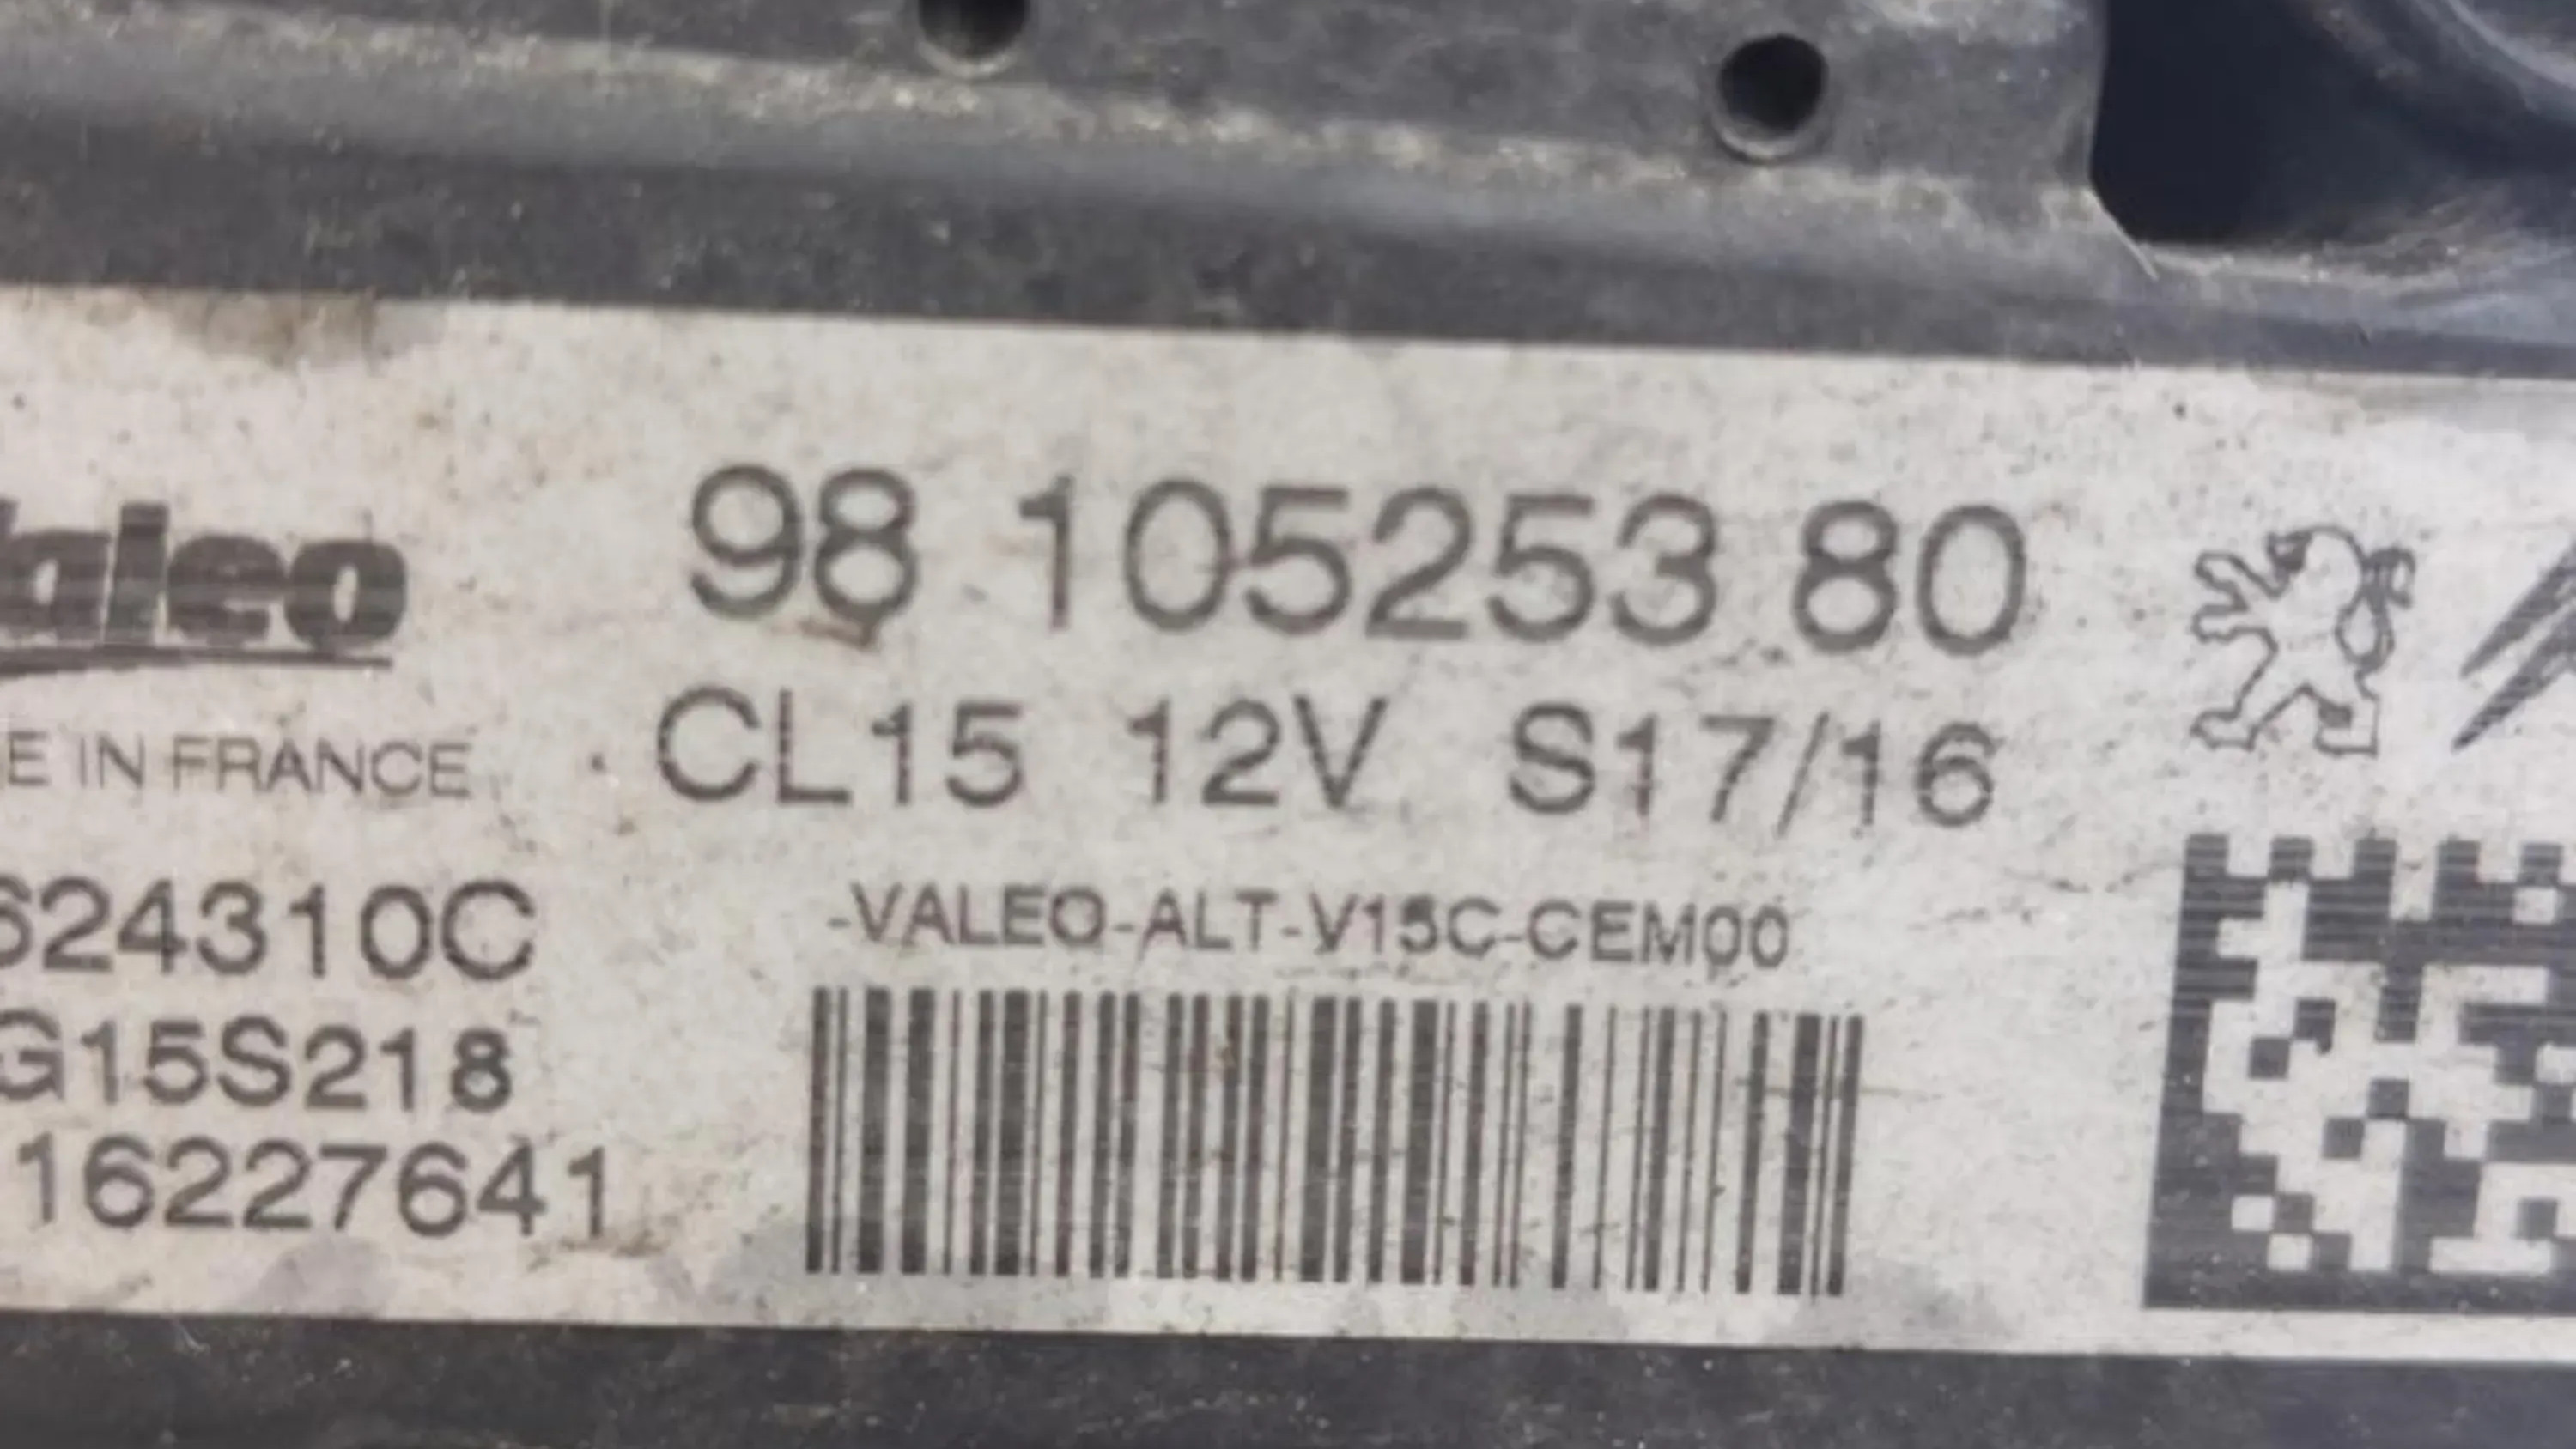 valeo
98 105253 80
E IN FRANCE
CL15 12V S17/16
624310C
-VALEO-ALT-V15C-CEM00
G15S218
16227641